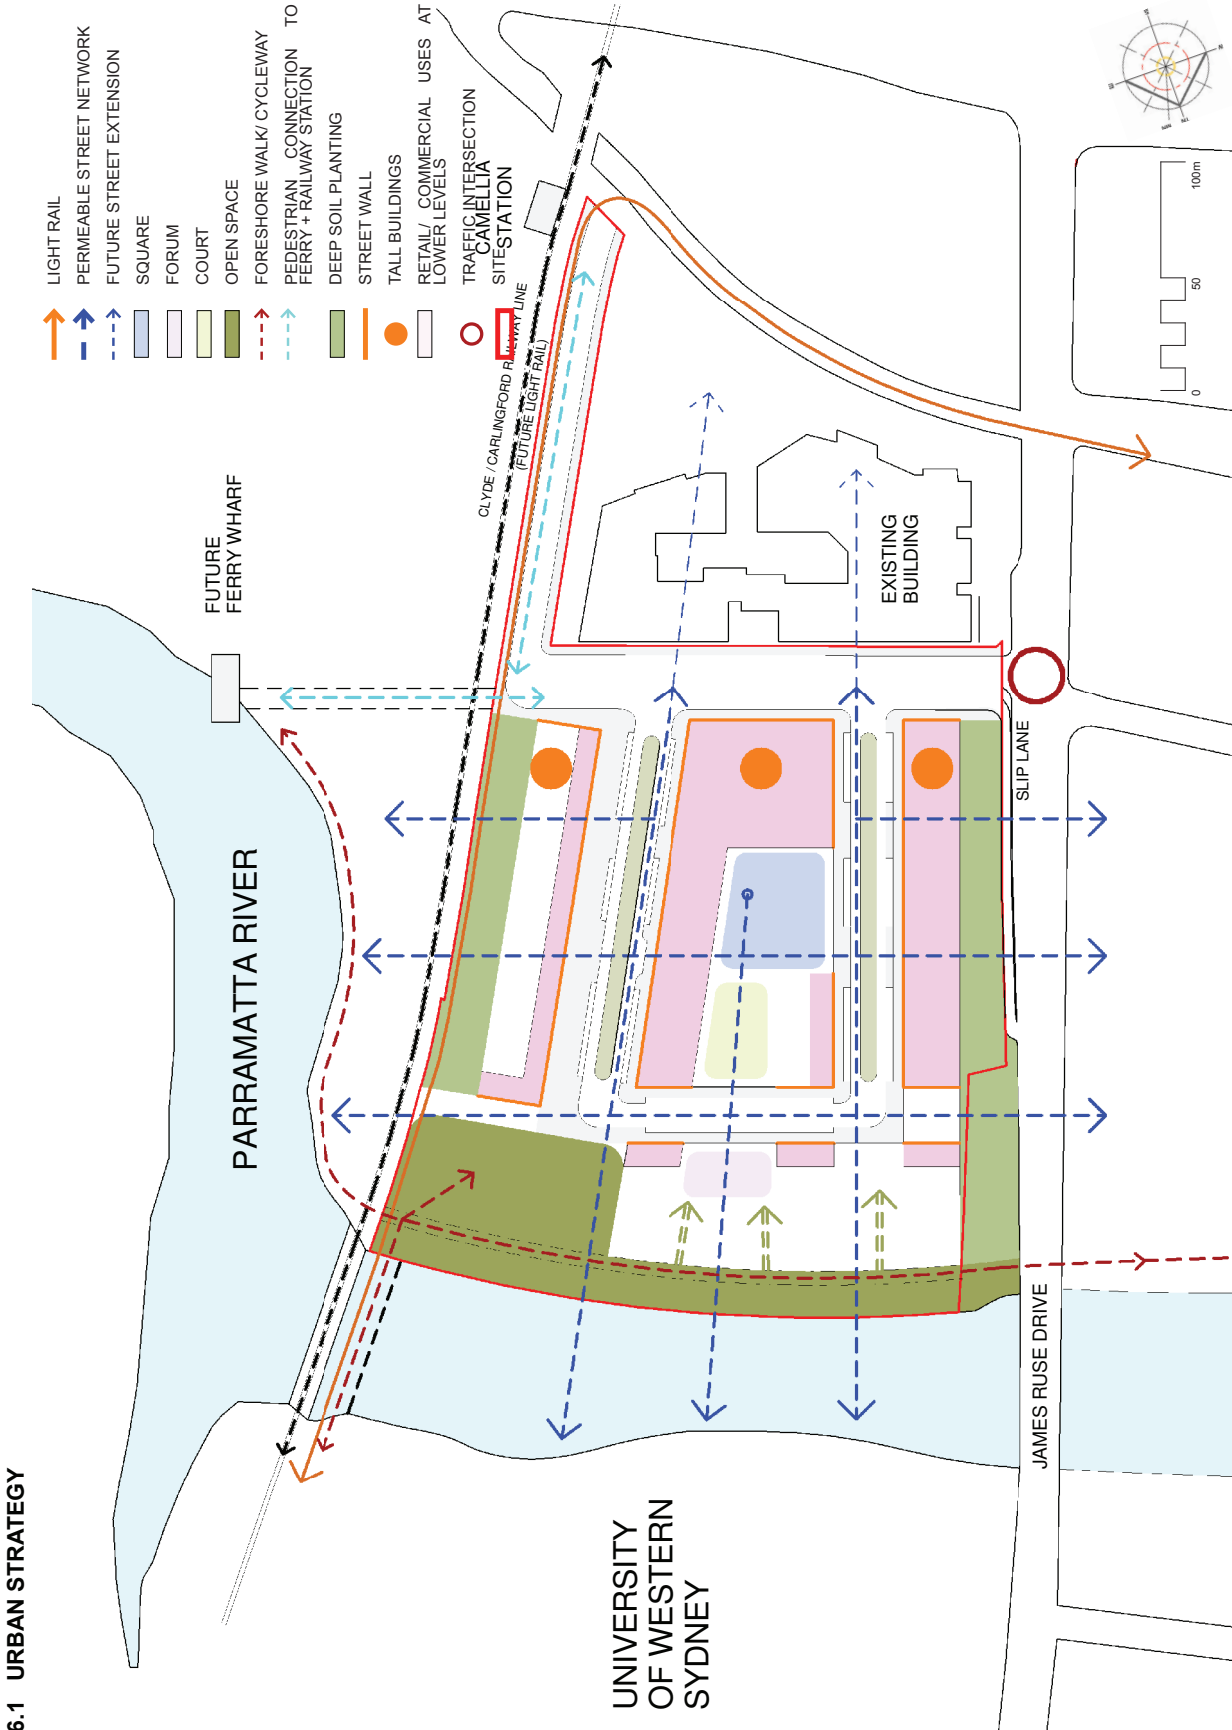 6.1 URBAN STRATEGY
LIGHT RAIL
PERMEABLE STREET NETWORK
FUTURE STREET EXTENSION
SQUARE
FORUM
COURT
OPEN SPACE
FORESHORE WALK/ CYCLEWAY
PEDESTRIAN CONNECTION TO
FERRY + RAILWAY STATION
DEEP SOIL PLANTING
STREET WALL
TALL BUILDINGS
RETAIL/ COMMERCIAL USES AT
LOWER LEVELS
TRAFFIC INTERSECTION
SITE
CAMELLIA
STATION
CLYDE / CARLINGFORD RAILWAY LINE
(FUTURE LIGHT RAIL)
FUTURE
FERRY WHARF
PARRAMATTA RIVER
EXISTING
BUILDING
SLIP LANE
JAMES RUSE DRIVE
UNIVERSITY
OF WESTERN
SYDNEY
0
50
100m